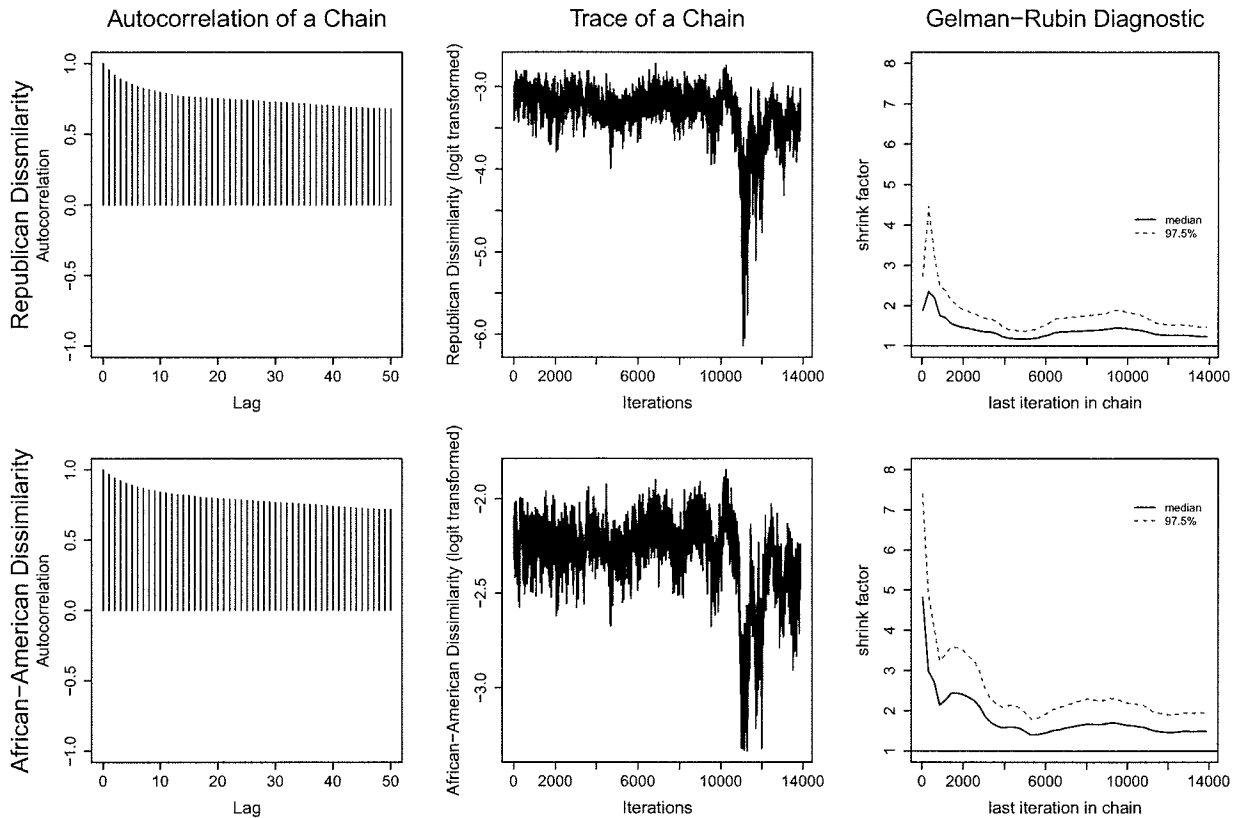 Autocorrelation of a Chain
Trace of a Chain
Gelman−Rubin Diagnostic
Republican Dissimilarity
Autocorrelation
1.0
0.5
0.0
−0.5
−1.0
0 10 20 30 40 50
Lag
Republican Dissimilarity (logit transformed)
−3.0
−4.0
−5.0
−6.0
0 2000 6000 10000 14000
Iterations
shrink factor
8
7
6
5
4
3
2
1
median
97.5%
0 2000 6000 10000 14000
last iteration in chain
African−American Dissimilarity
Autocorrelation
1.0
0.5
0.0
−0.5
−1.0
0 10 20 30 40 50
Lag
African−American Dissimilarity (logit transformed)
−2.0
−2.5
−3.0
0 2000 6000 10000 14000
Iterations
shrink factor
8
7
6
5
4
3
2
1
median
97.5%
0 2000 6000 10000 14000
last iteration in chain